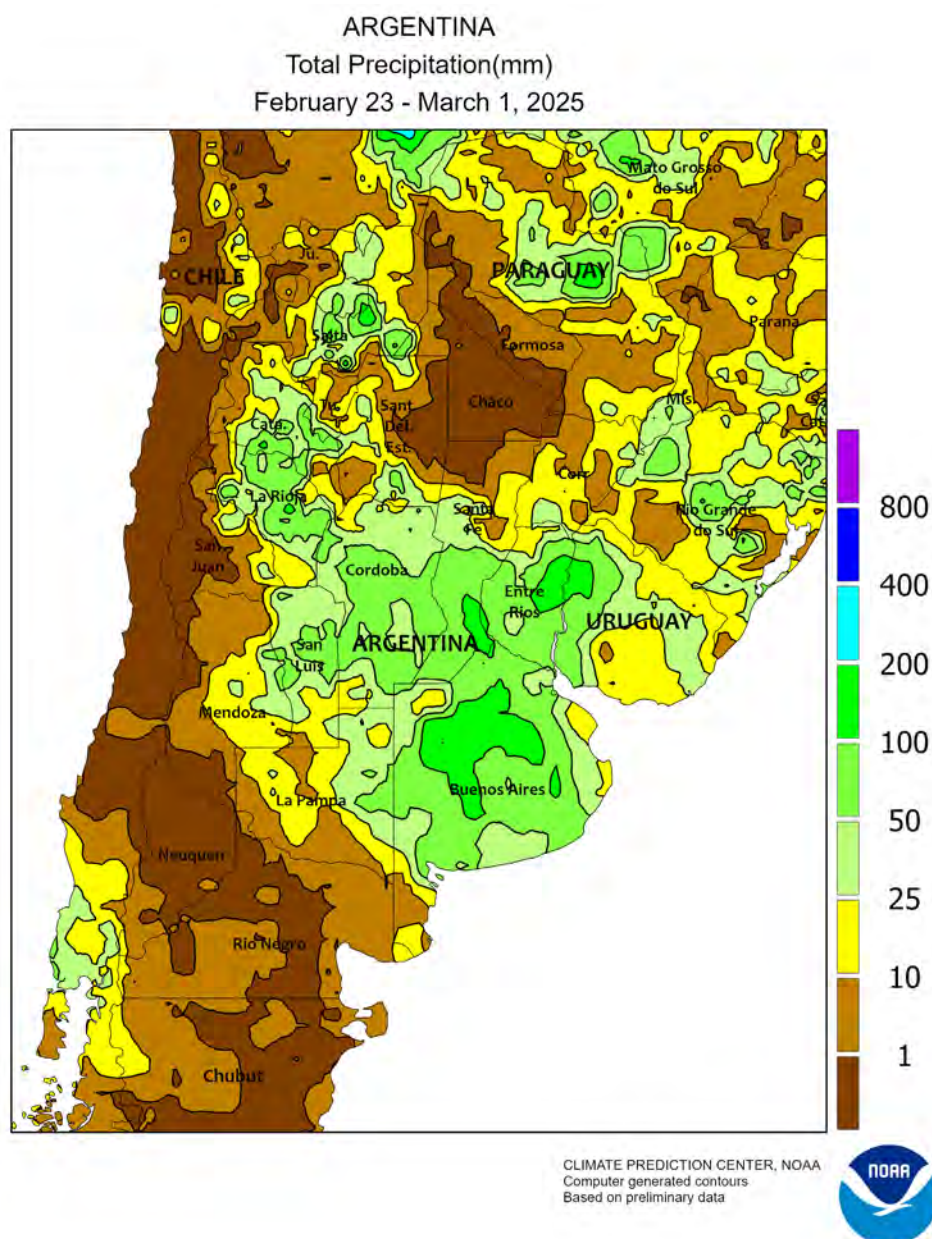 ARGENTINA
Total Precipitation(mm)
February 23 - March 1, 2025
Mato Grosso
do Sul
Ju.
CHILE
PARAGUAY
Parana
Salta
Formosa
Tu.
Sant.
Del
Est.
Chaco
Mis.
Sa
Cat
Cata.
Corr.
La Rioja
Santa
Fe
Rio Grande
do Sul
San
Juan
Cordoba
Entre
Rios
URUGUAY
ARGENTINA
San
Luis
Mendoza
La Pampa
Buenos Aires
Neuquen
Rio Negro
Chubut
800
400
200
100
50
25
10
1
CLIMATE PREDICTION CENTER, NOAA
Computer generated contours
Based on preliminary data
NOAA